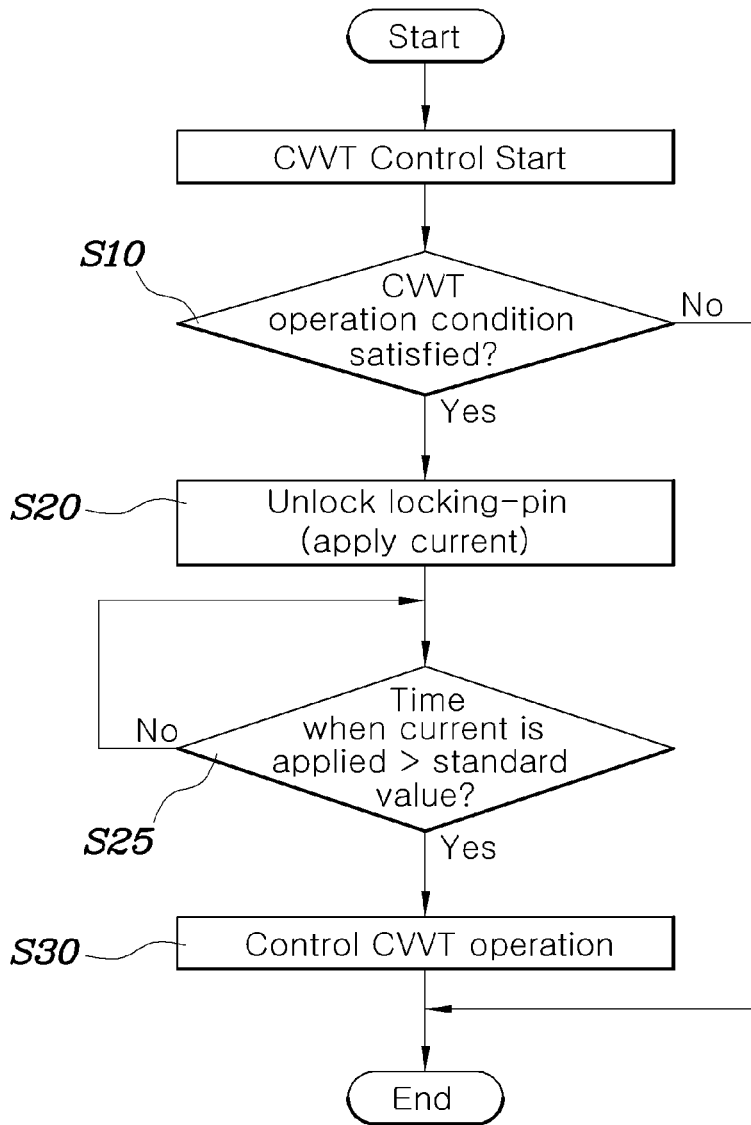 Start
CVVT Control Start
S10
CVVT
operation condition
satisfied?
No
Yes
S20
Unlock locking-pin
(apply current)
Time
when current is
applied > standard
value?
No
S25
Yes
S30
Control CVVT operation
End